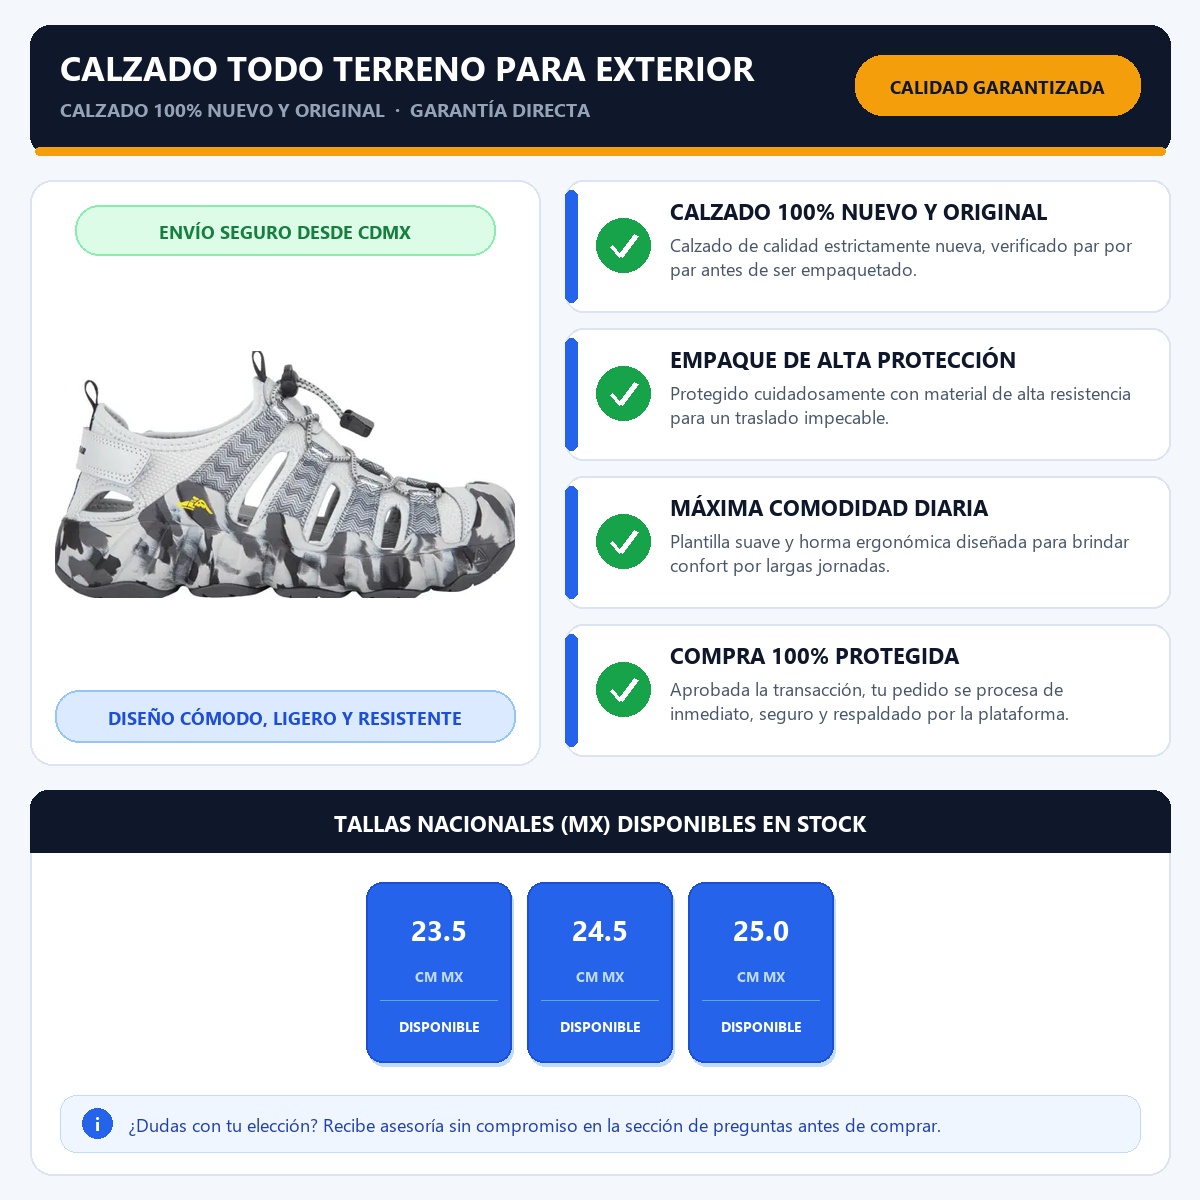 CALZADO TODO TERRENO PARA EXTERIOR
CALZADO 100% NUEVO Y ORIGINAL · GARANTÍA DIRECTA
CALIDAD GARANTIZADA
ENVÍO SEGURO DESDE CDMX
DISEÑO CÓMODO, LIGERO Y RESISTENTE
CALZADO 100% NUEVO Y ORIGINAL
Calzado de calidad estrictamente nueva, verificado par por
par antes de ser empaquetado.
EMPAQUE DE ALTA PROTECCIÓN
Protegido cuidadosamente con material de alta resistencia
para un traslado impecable.
MÁXIMA COMODIDAD DIARIA
Plantilla suave y horma ergonómica diseñada para brindar
confort por largas jornadas.
COMPRA 100% PROTEGIDA
Aprobada la transacción, tu pedido se procesa de
inmediato, seguro y respaldado por la plataforma.
TALLAS NACIONALES (MX) DISPONIBLES EN STOCK
23.5
CM MX
DISPONIBLE
24.5
CM MX
DISPONIBLE
25.0
CM MX
DISPONIBLE
¿Dudas con tu elección? Recibe asesoría sin compromiso en la sección de preguntas antes de comprar.